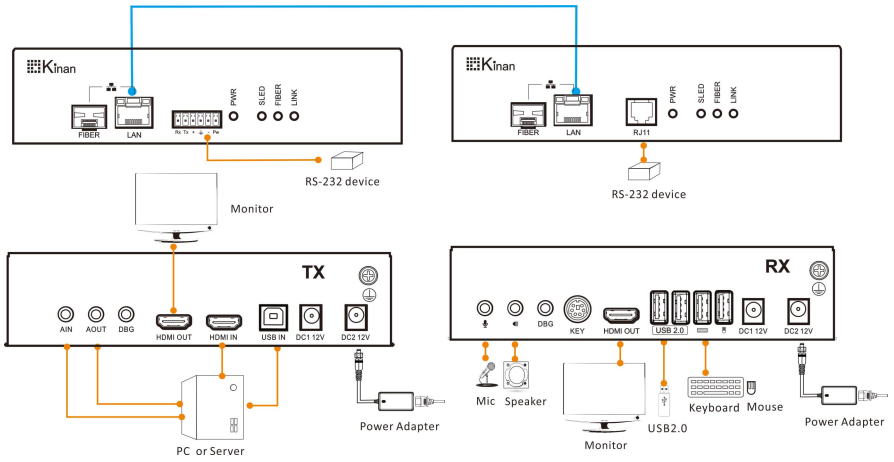 Kinan
PWR
SLED
FIBER
LINK
FIBER
LAN
Rx Tx + - Pw
RS-232 device
Kinan
PWR
SLED
FIBER
LINK
FIBER
LAN
RJ11
RS-232 device
Monitor
TX
AIN
AOUT
DBG
HDMI OUT
HDMI IN
USB IN
DC1 12V
DC2 12V
PC or Server
Power Adapter
RX
DBG
KEY
HDMI OUT
USB 2.0
DC1 12V
DC2 12V
Mic
Speaker
Monitor
USB2.0
Keyboard
Mouse
Power Adapter